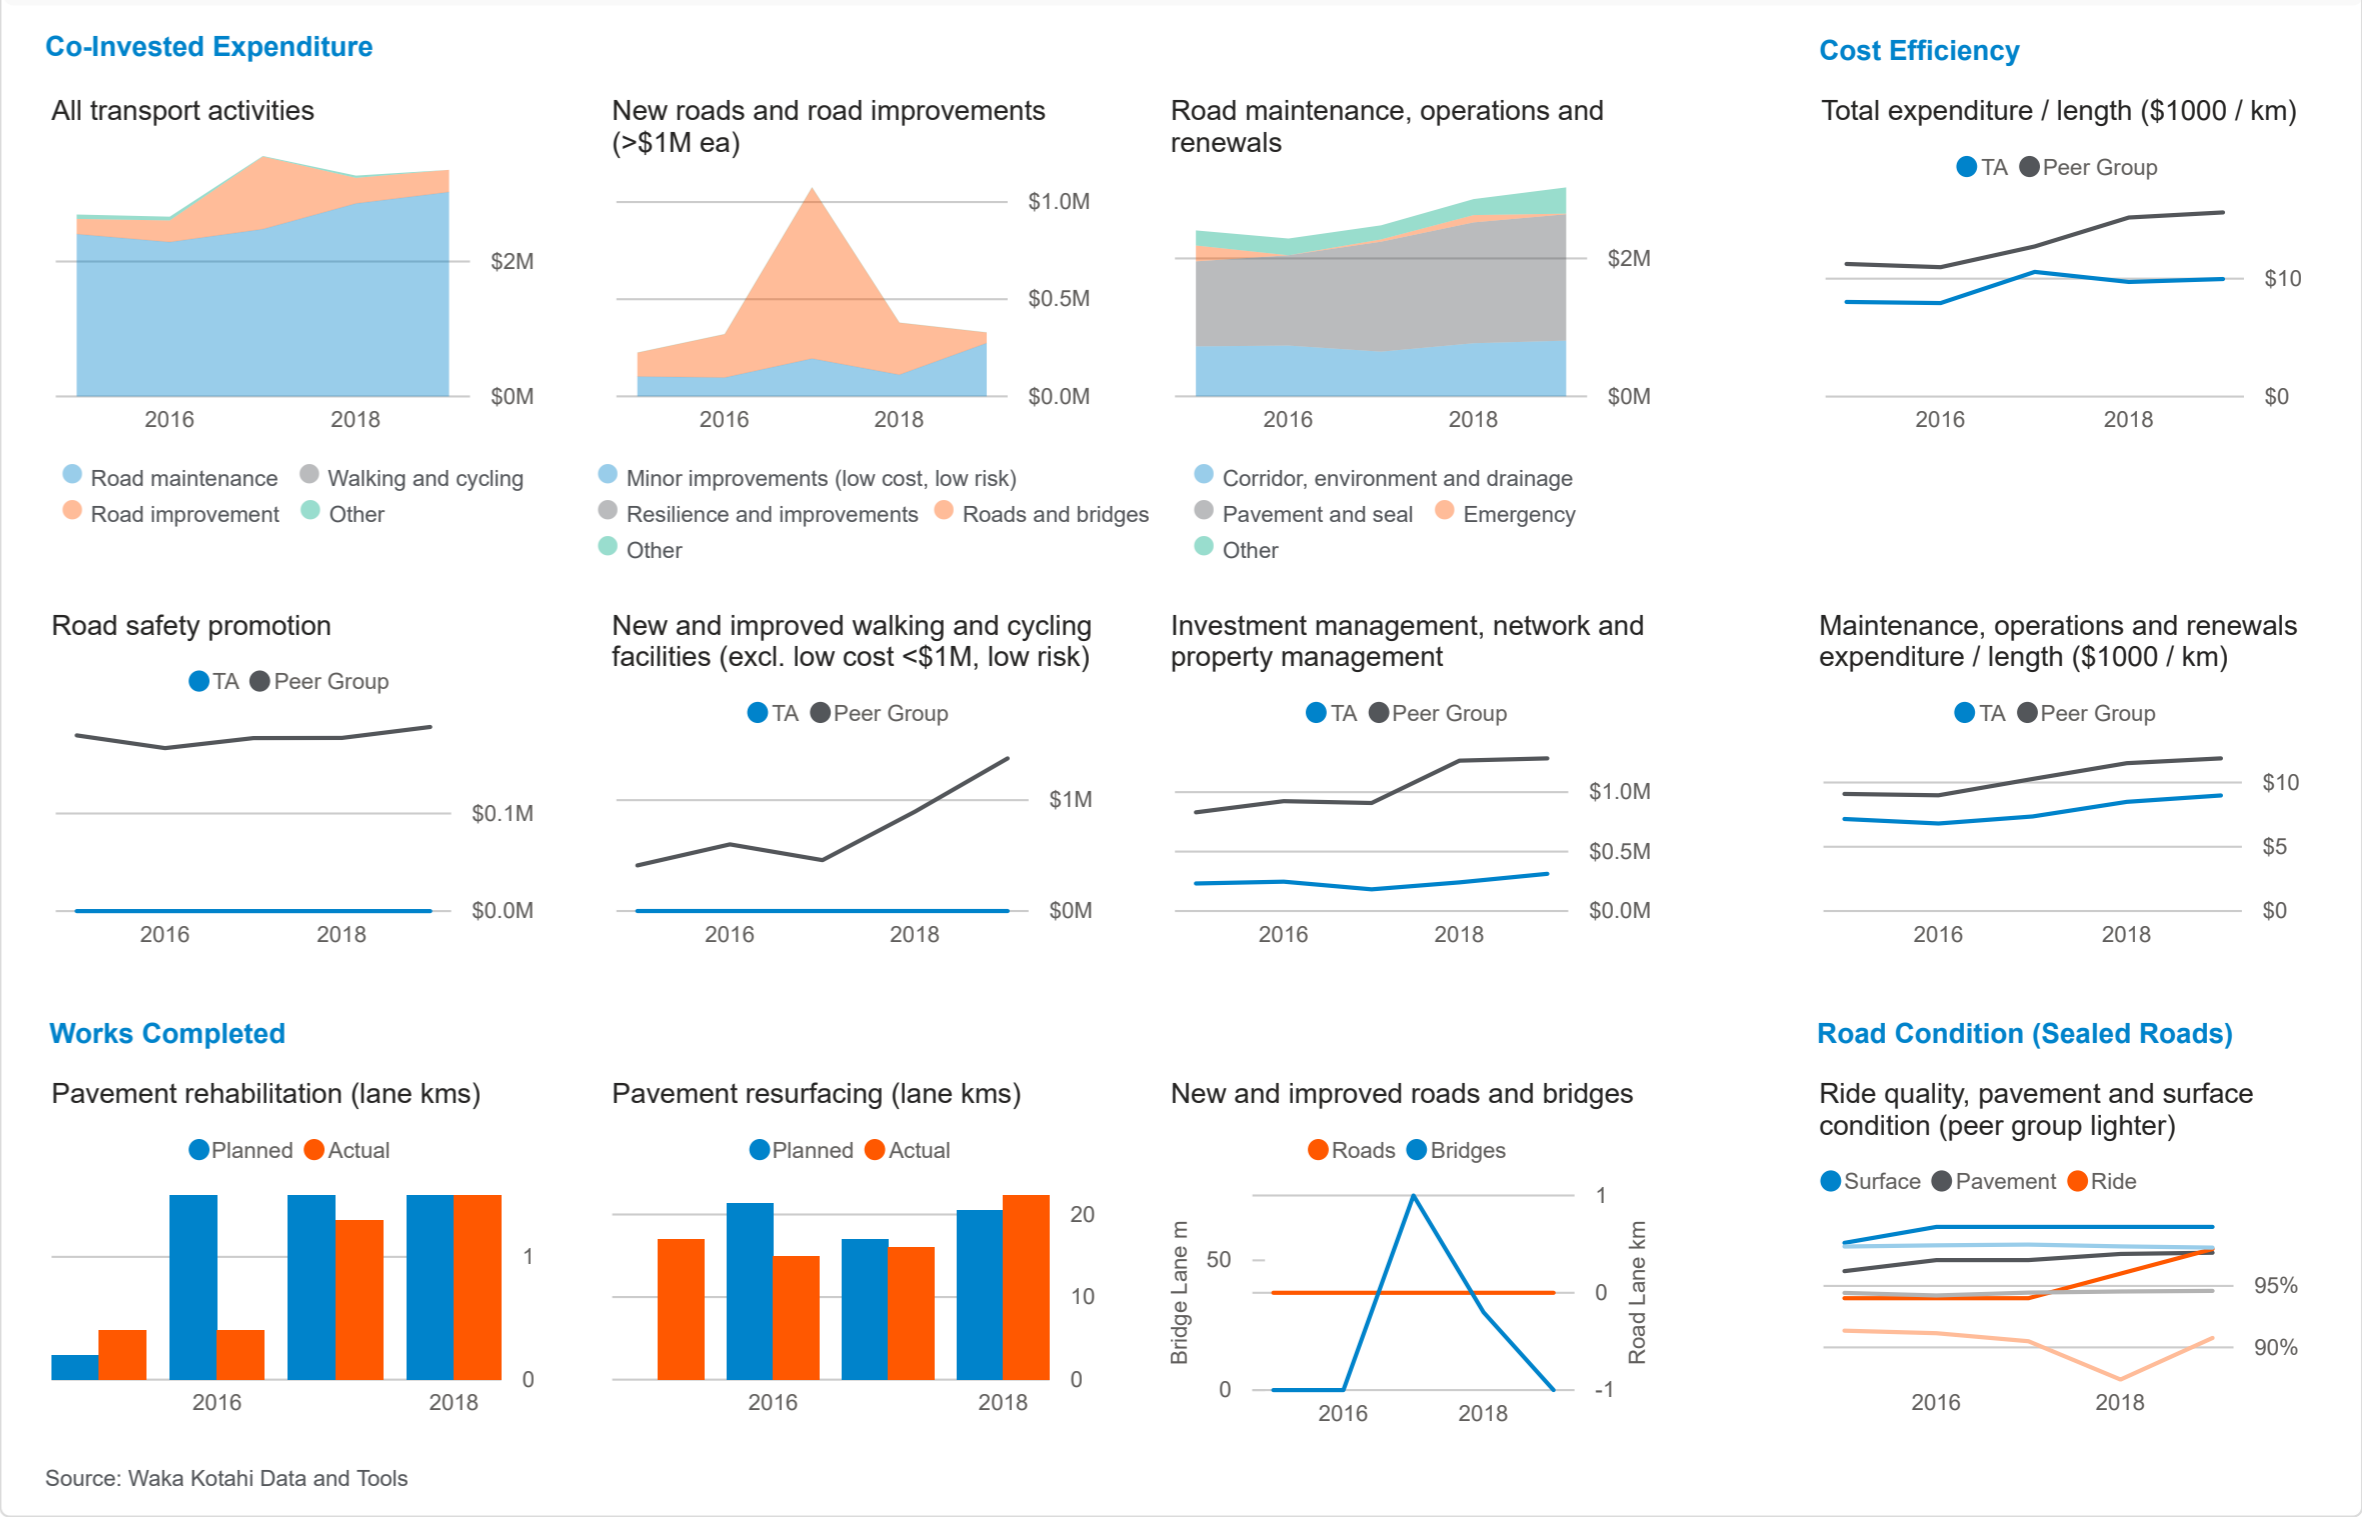 Co-Invested Expenditure
Cost Efficiency
All transport activities
$2M
$0M
2016 2018
Road maintenance Walking and cycling
Road improvement Other
New roads and road improvements
(>$1M ea)
$1.0M
$0.5M
$0.0M
2016 2018
Minor improvements (low cost, low risk)
Resilience and improvements Roads and bridges
Other
Road maintenance, operations and
renewals
$2M
$0M
2016 2018
Corridor, environment and drainage
Pavement and seal Emergency
Other
Total expenditure / length ($1000 / km)
TA Peer Group
$10
$0
2016 2018
Road safety promotion
TA Peer Group
$0.1M
$0.0M
2016 2018
New and improved walking and cycling
facilities (excl. low cost <$1M, low risk)
TA Peer Group
$1M
$0M
2016 2018
Investment management, network and
property management
TA Peer Group
$1.0M
$0.5M
$0.0M
2016 2018
Maintenance, operations and renewals
expenditure / length ($1000 / km)
TA Peer Group
$10
$5
$0
2016 2018
Works Completed
Road Condition (Sealed Roads)
Pavement rehabilitation (lane kms)
Planned Actual
1
0
2016 2018
Pavement resurfacing (lane kms)
Planned Actual
20
10
0
2016 2018
New and improved roads and bridges
Roads Bridges
Bridge Lane m
50
0
1
0
-1
Road Lane km
2016 2018
Ride quality, pavement and surface
condition (peer group lighter)
Surface Pavement Ride
95%
90%
2016 2018
Source: Waka Kotahi Data and Tools